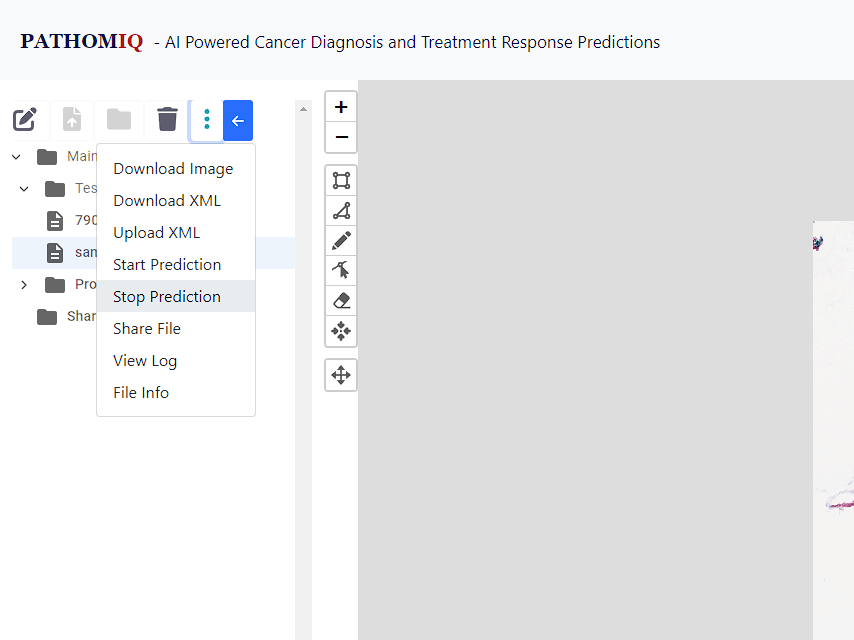 PATHOMIQ - AI Powered Cancer Diagnosis and Treatment Response Predictions
Main
Download Image
Tes
Download XML
790
Upload XML
san
Start Prediction
Pro
Stop Prediction
Shar
Share File
View Log
File Info